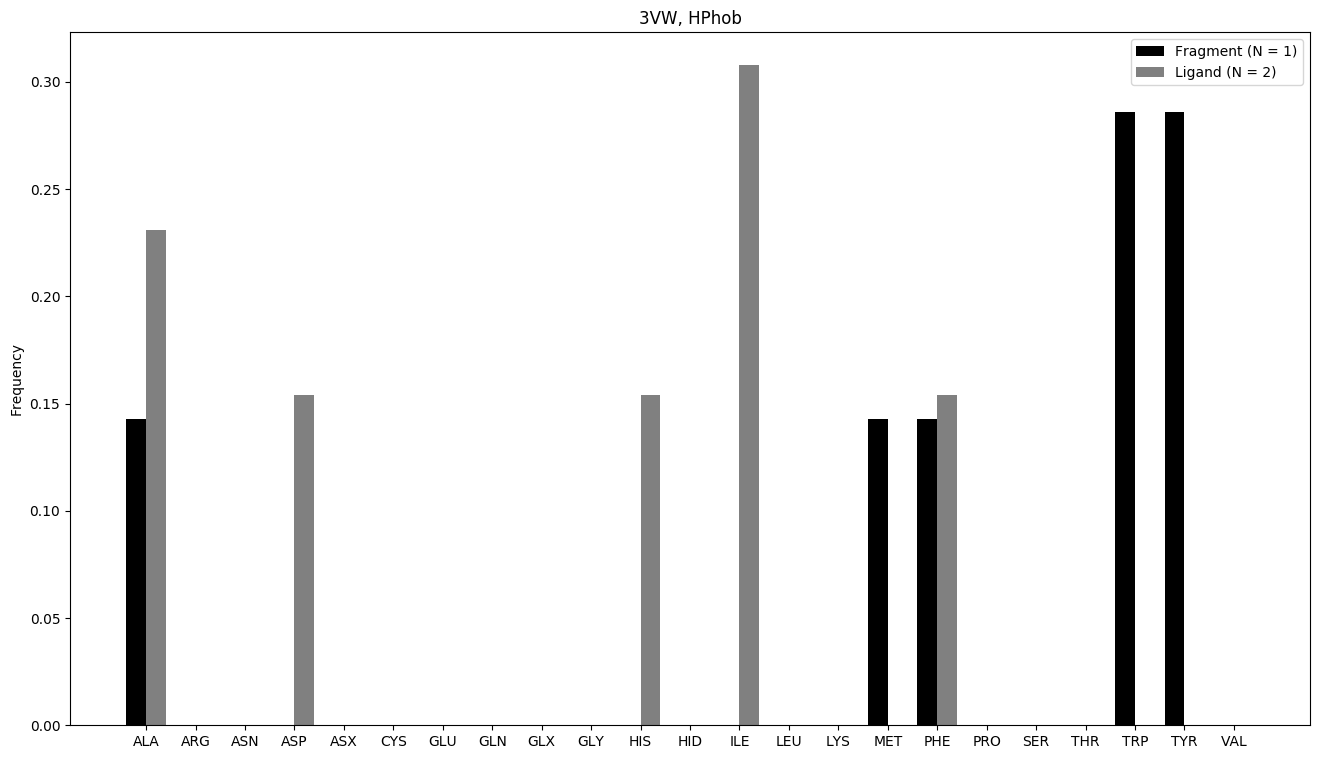 3VW, HPhob
Fragment (N = 1)
Ligand (N = 2)
Frequency
0.30
0.25
0.20
0.15
0.10
0.05
0.00
ALA ARG ASN ASP ASX CYS GLU GLN GLX GLY HIS HID ILE LEU LYS MET PHE PRO SER THR TRP TYR VAL